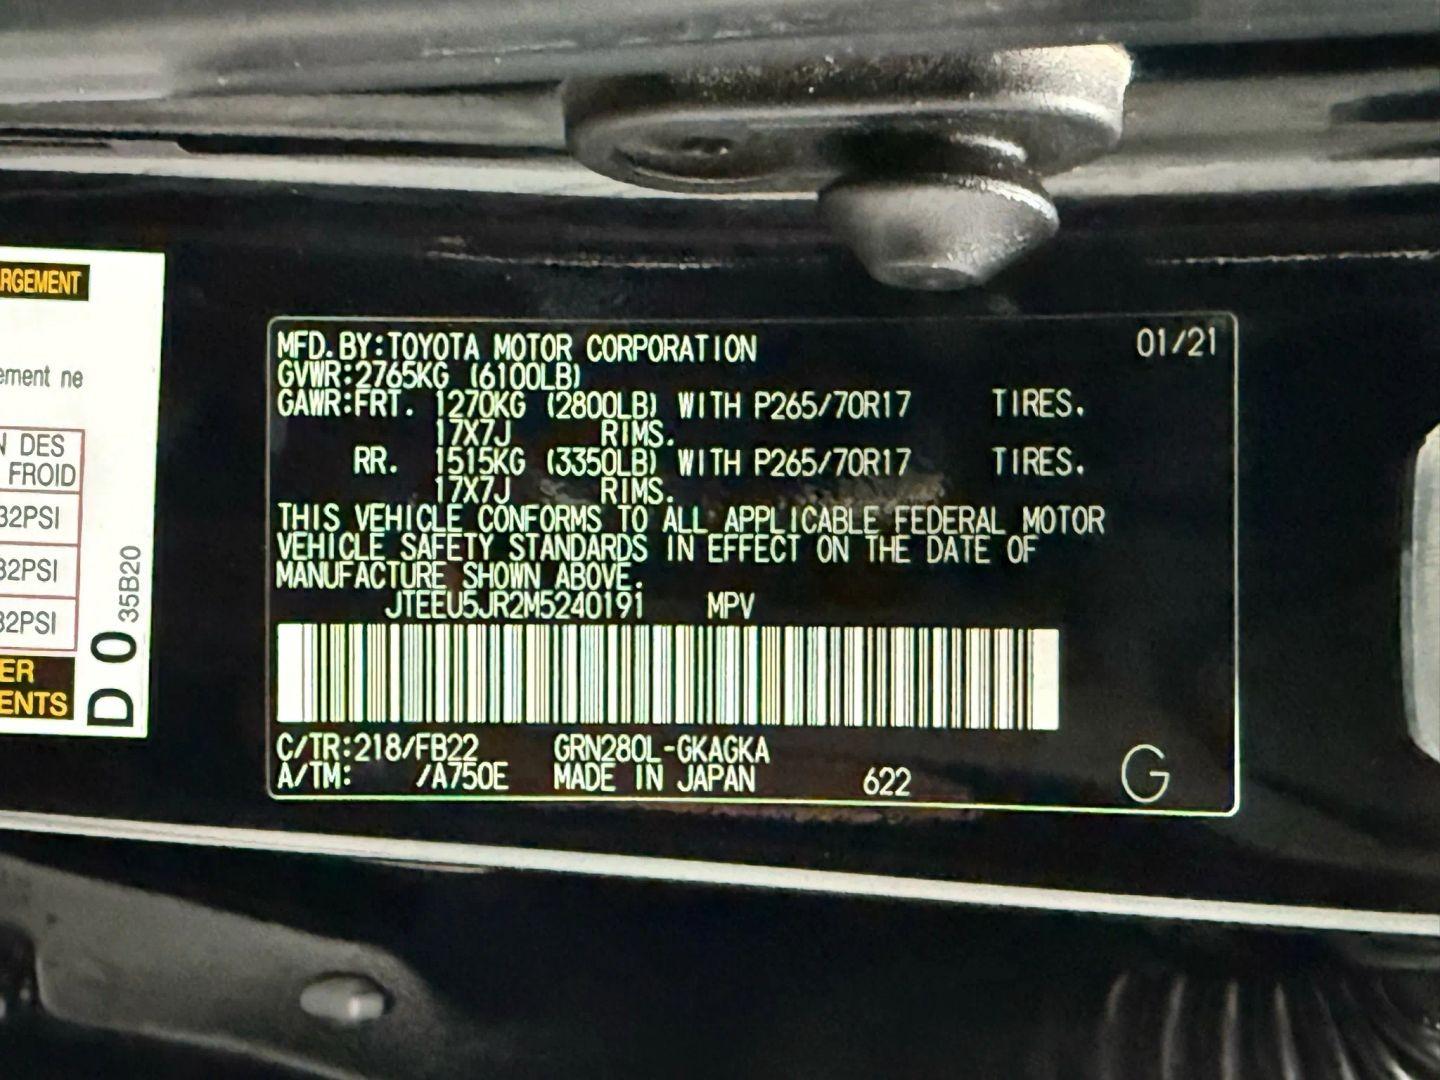 ARGEMENT
ement ne
N DES
FROID
32PSI
32PSI
32PSI
ER
ENTS
D 0
35B20
MFD.BY:TOYOTA MOTOR CORPORATION 01/21
GVWR:2765KG (6100LB)
GAWR:FRT. 1270KG (2800LB) WITH P265/70R17 TIRES.
17X7J RIMS.
RR. 1515KG (3350LB) WITH P265/70R17 TIRES.
17X7J RIMS.
THIS VEHICLE CONFORMS TO ALL APPLICABLE FEDERAL MOTOR
VEHICLE SAFETY STANDARDS IN EFFECT ON THE DATE OF
MANUFACTURE SHOWN ABOVE.
JTEEU5JR2M5240191 MPV
C/TR:218/FB22 GRN280L-GKAGKA
A/TM: /A750E MADE IN JAPAN 622 G